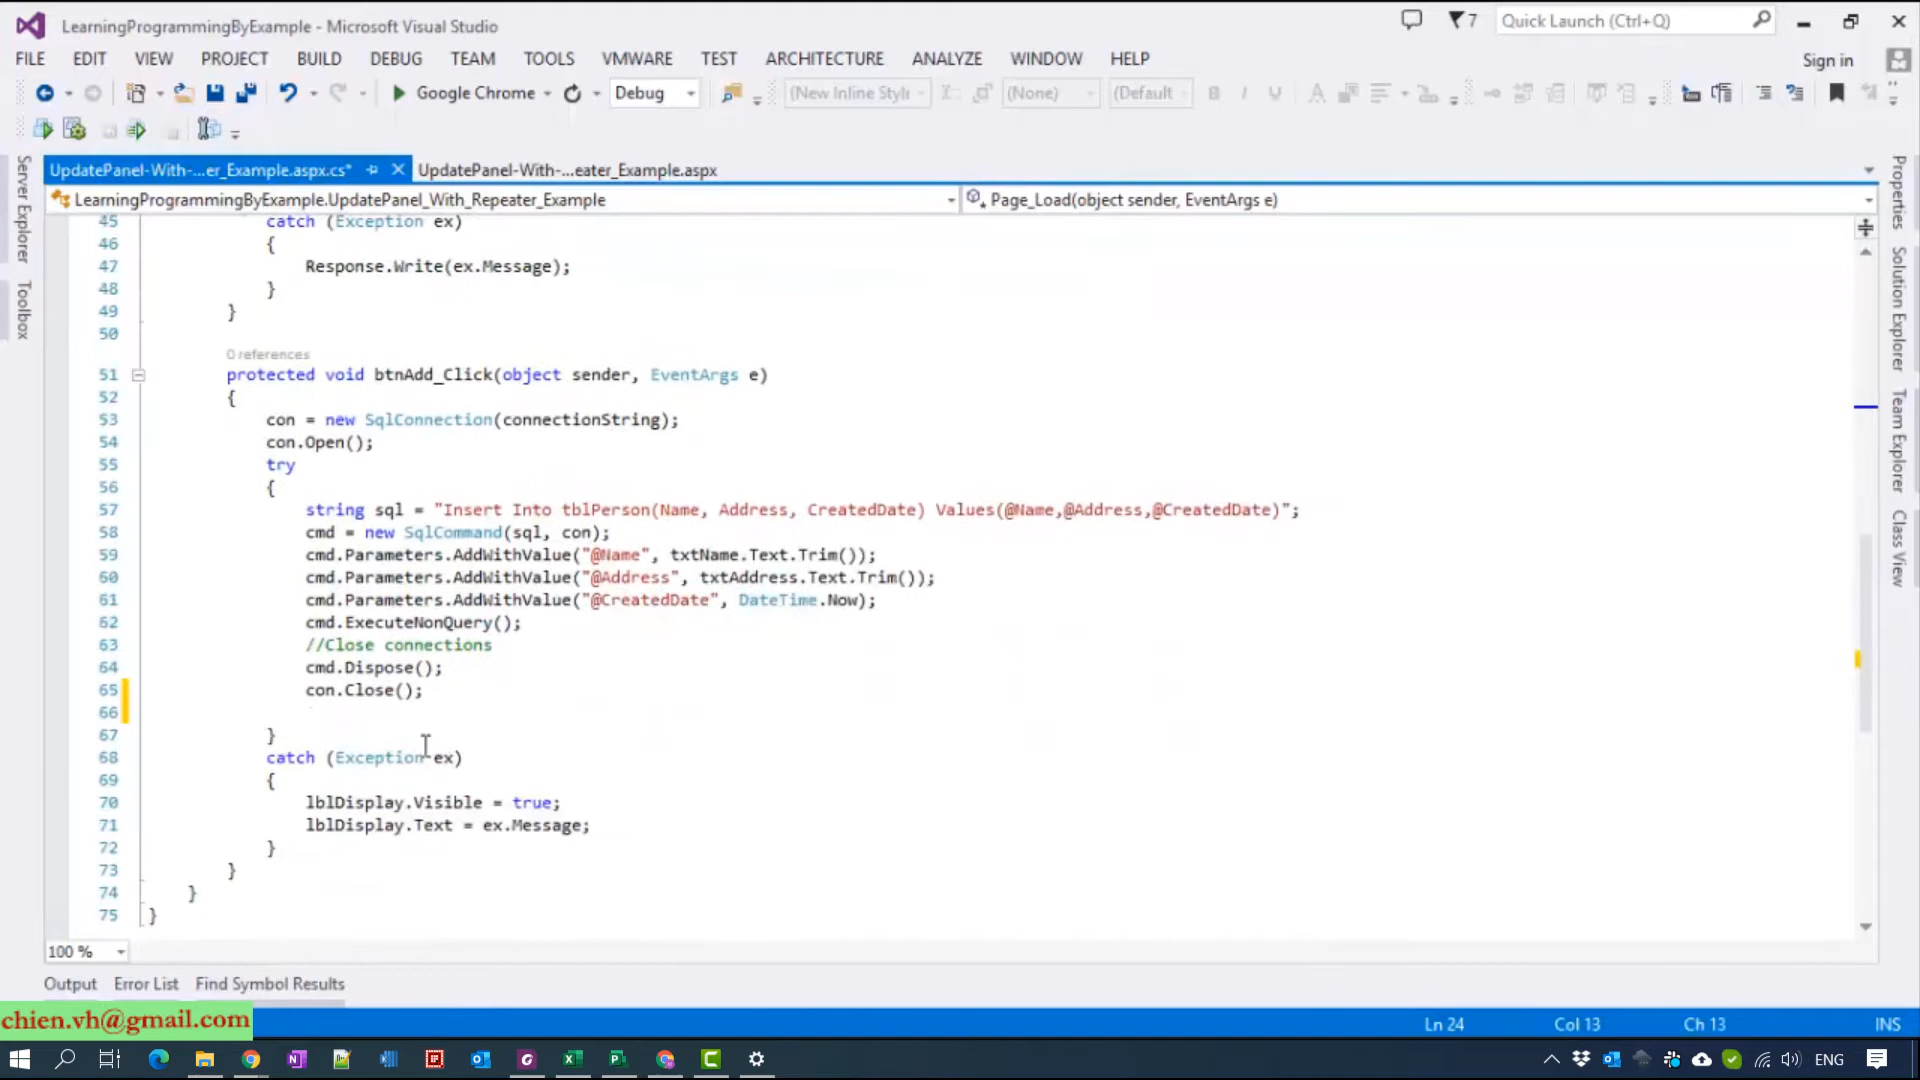 LearningProgrammingByExample - Microsoft Visual Studio
7
Quick Launch (Ctrl+Q)
FILE EDIT VIEW PROJECT BUILD DEBUG TEAM TOOLS VMWARE TEST ARCHITECTURE ANALYZE WINDOW HELP
Sign in
Google Chrome
Debug
(New Inline Style
(None)
(Default
Server Explorer
Toolbox
UpdatePanel-With-...er_Example.aspx.cs*
UpdatePanel-With-...eater_Example.aspx
LearningProgrammingByExample.UpdatePanel_With_Repeater_Example
Page_Load(object sender, EventArgs e)
45 catch (Exception ex)
46 {
47 Response.Write(ex.Message);
48 }
49 }
50
0 references
51 protected void btnAdd_Click(object sender, EventArgs e)
52 {
53 con = new SqlConnection(connectionString);
54 con.Open();
55 try
56 {
57 string sql = "Insert Into tblPerson(Name, Address, CreatedDate) Values(@Name,@Address,@CreatedDate)";
58 cmd = new SqlCommand(sql, con);
59 cmd.Parameters.AddWithValue("@Name", txtName.Text.Trim());
60 cmd.Parameters.AddWithValue("@Address", txtAddress.Text.Trim());
61 cmd.Parameters.AddWithValue("@CreatedDate", DateTime.Now);
62 cmd.ExecuteNonQuery();
63 //Close connections
64 cmd.Dispose();
65 con.Close();
66
67 }
68 catch (Exception ex)
69 {
70 lblDisplay.Visible = true;
71 lblDisplay.Text = ex.Message;
72 }
73 }
74 }
75 }
Properties
Solution Explorer
Team Explorer
Class View
100 %
Output Error List Find Symbol Results
chien.vh@gmail.com
Ln 24 Col 13 Ch 13 INS
ENG